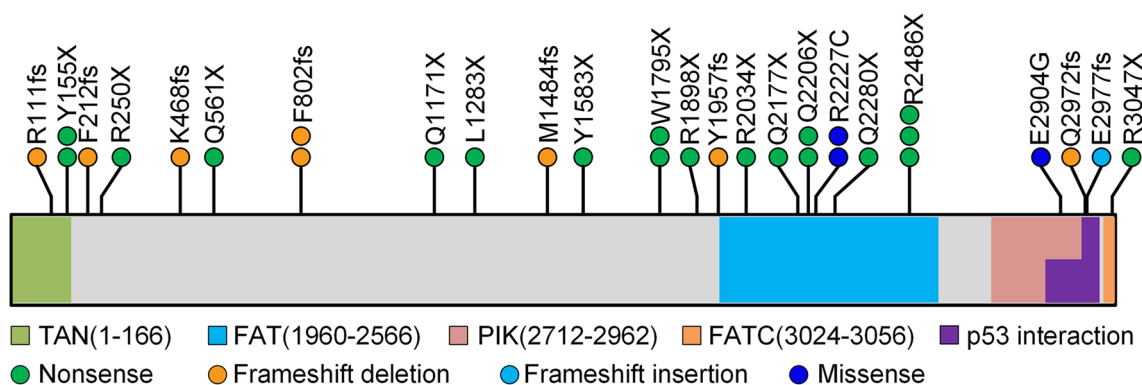 R111fs
Y155X
F212fs
R250X
K468fs
Q561X
F802fs
Q1171X
L1283X
M1484fs
Y1583X
W1795X
R1898X
Y1957fs
R2034X
Q2177X
Q2206X
R2227C
Q2280X
R2486X
E2904G
Q2972fs
E2977fs
R3047X
TAN(1-166) FAT(1960-2566) PIK(2712-2962) FATC(3024-3056) p53 interaction
Nonsense Frameshift deletion Frameshift insertion Missense